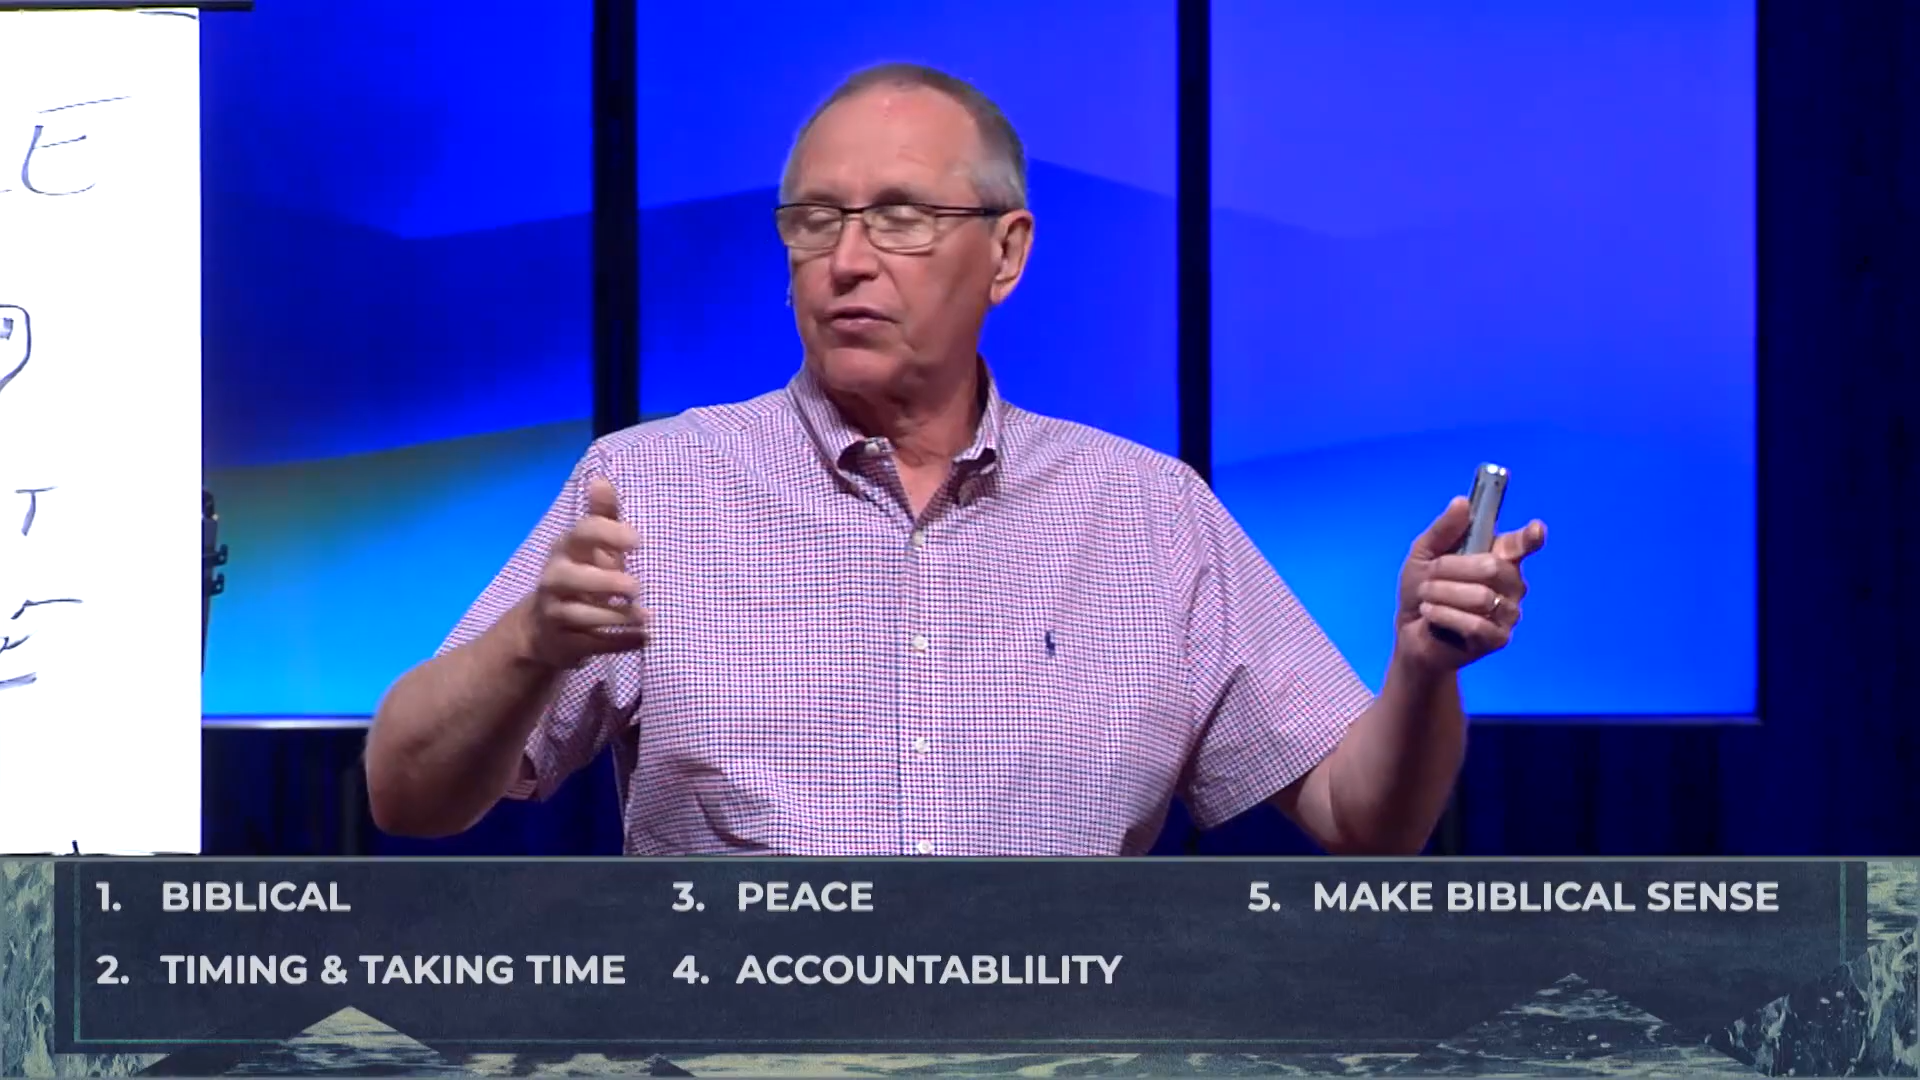 E
T
1. BIBLICAL
2. TIMING & TAKING TIME
3. PEACE
4. ACCOUNTABLILITY
5. MAKE BIBLICAL SENSE